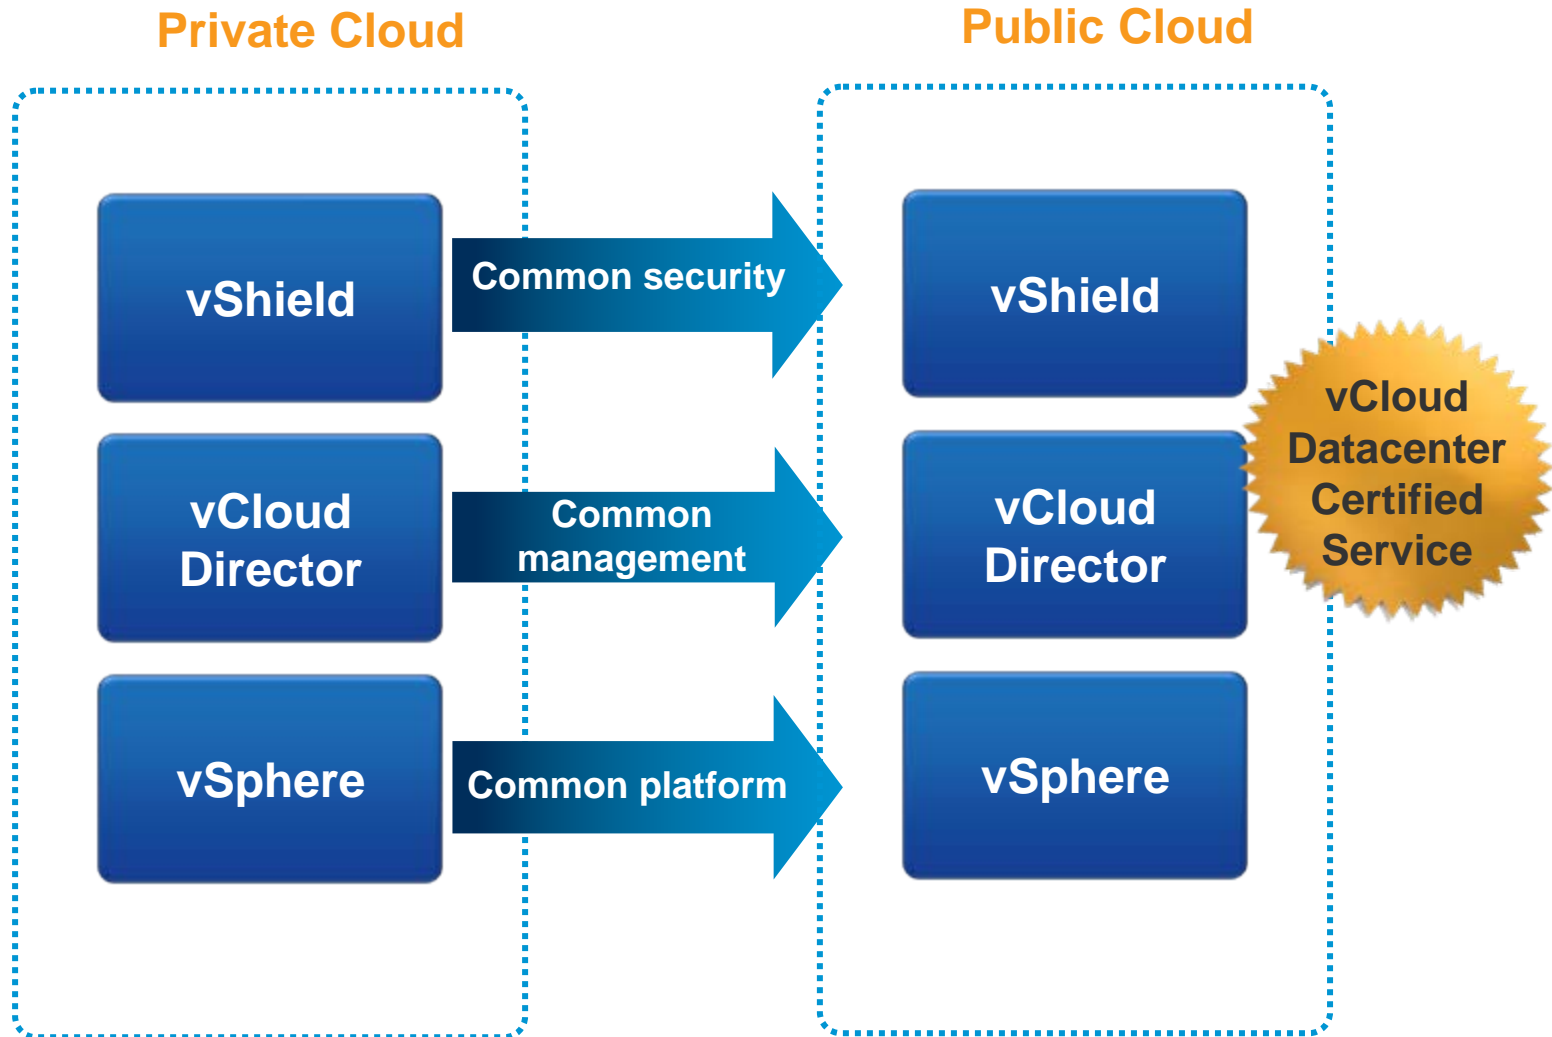 Private Cloud
Public Cloud
vShield
Common security
vShield
vCloud
Director
Common
management
vCloud
Director
vCloud
Datacenter
Certified
Service
vSphere
Common platform
vSphere